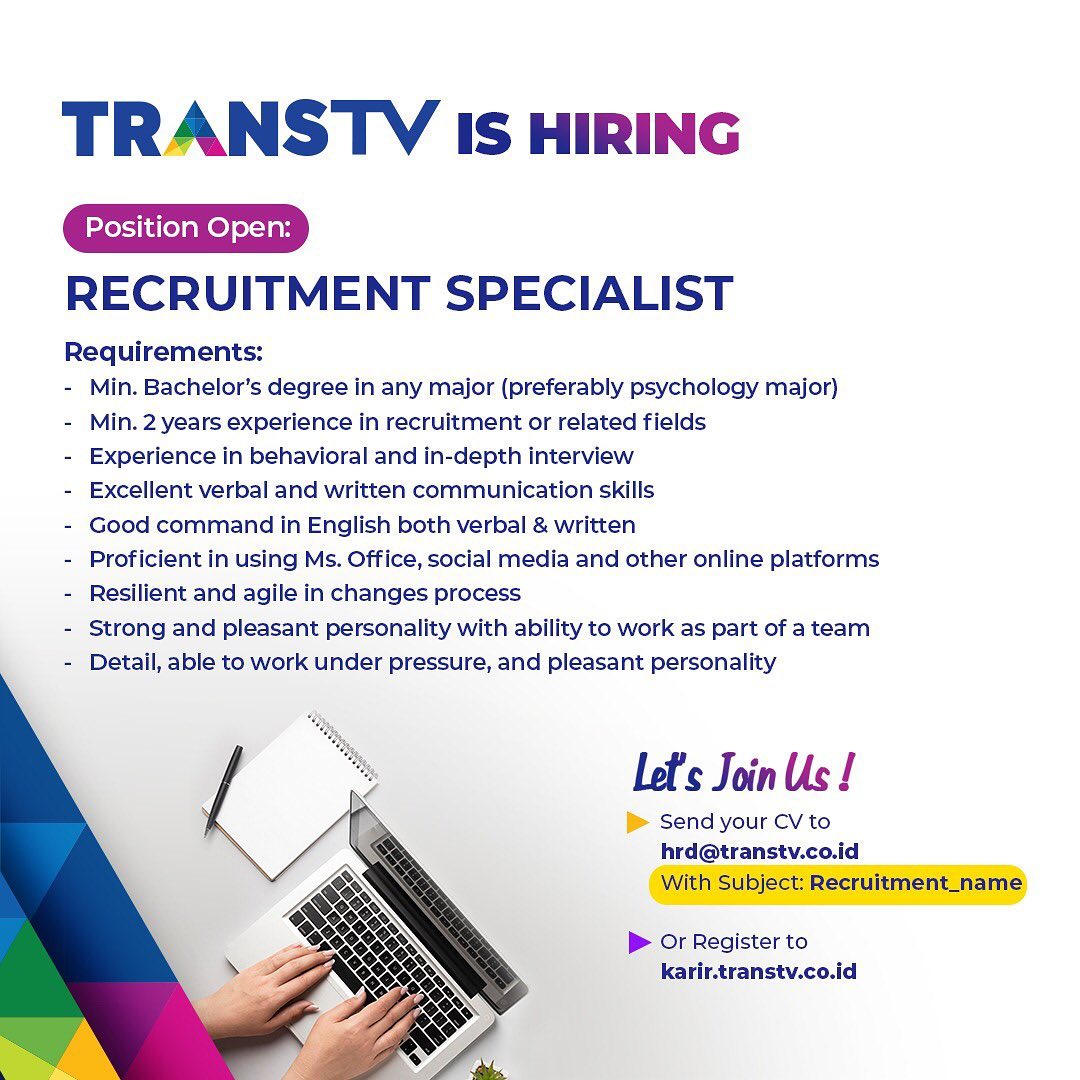 TRANSTV IS HIRING
Position Open:
RECRUITMENT SPECIALIST
Requirements:
- Min. Bachelor's degree in any major (preferably psychology major)
- Min. 2 years experience in recruitment or related fields
- Experience in behavioral and in-depth interview
- Excellent verbal and written communication skills
- Good command in English both verbal & written
- Proficient in using Ms. Office, social media and other online platforms
- Resilient and agile in changes process
- Strong and pleasant personality with ability to work as part of a team
- Detail, able to work under pressure, and pleasant personality
Let's Join Us !
Send your CV to
hrd@transtv.co.id
With Subject: Recruitment_name
Or Register to
karir.transtv.co.id